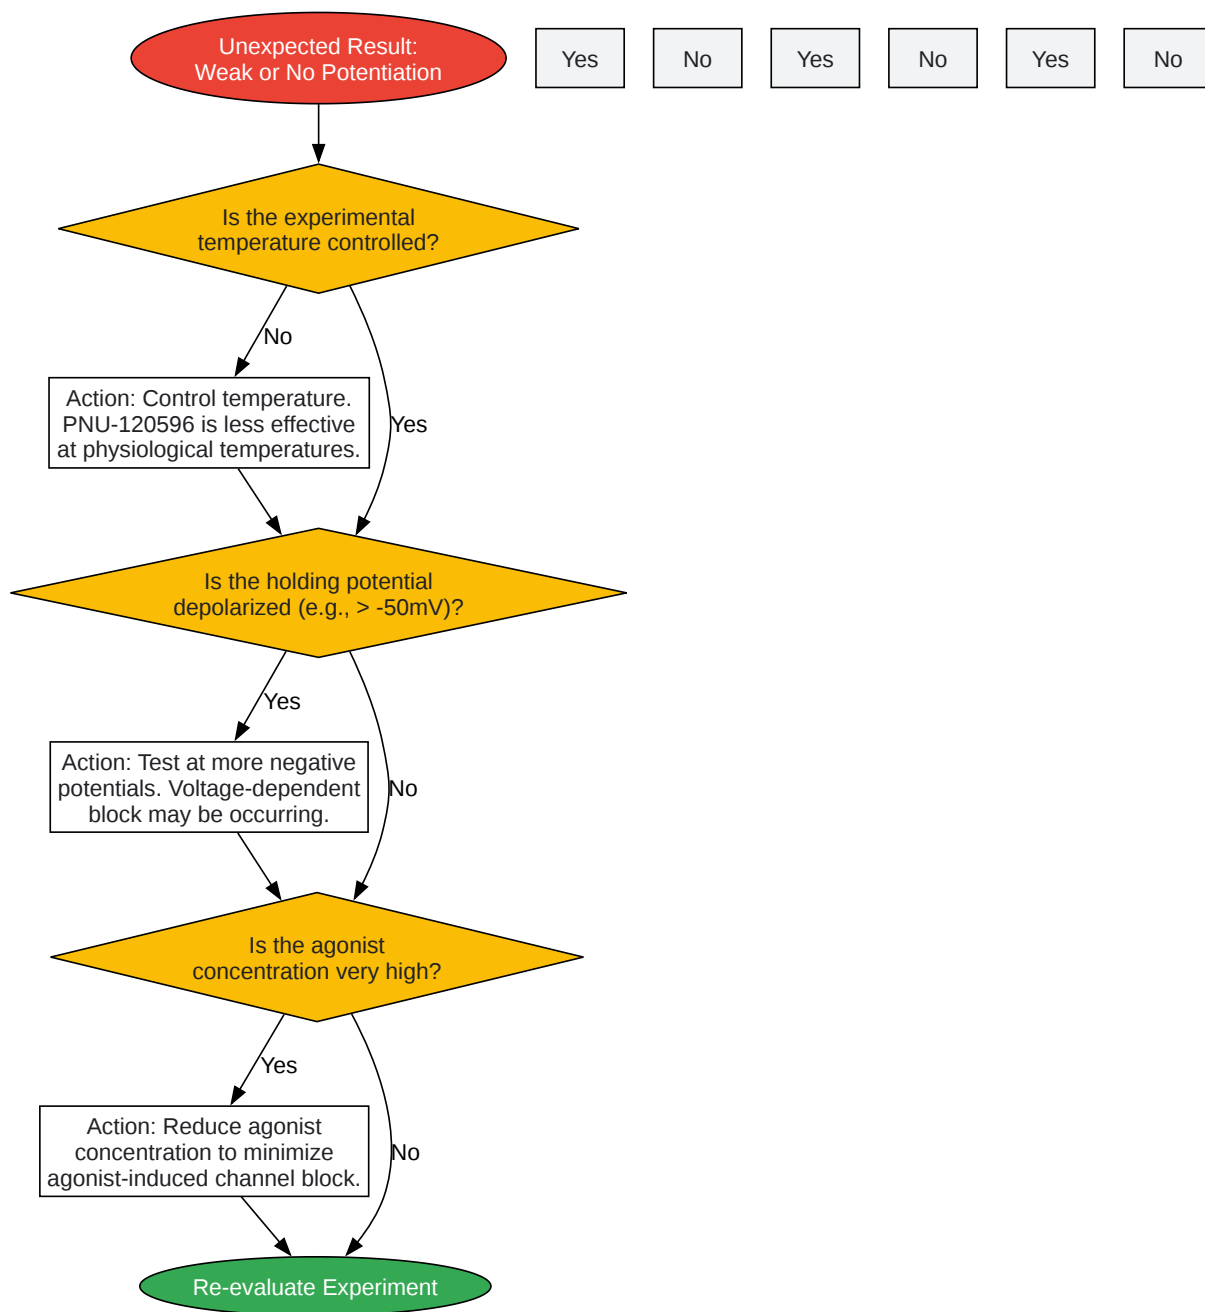 Unexpected Result:
Weak or No Potentiation
Yes
No
Yes
No
Yes
No
Is the experimental
temperature controlled?
No
Action: Control temperature.
PNU-120596 is less effective
at physiological temperatures.
Yes
Is the holding potential
depolarized (e.g., > -50mV)?
Yes
Action: Test at more negative
potentials. Voltage-dependent
block may be occurring.
No
Is the agonist
concentration very high?
Yes
Action: Reduce agonist
concentration to minimize
agonist-induced channel block.
No
Re-evaluate Experiment